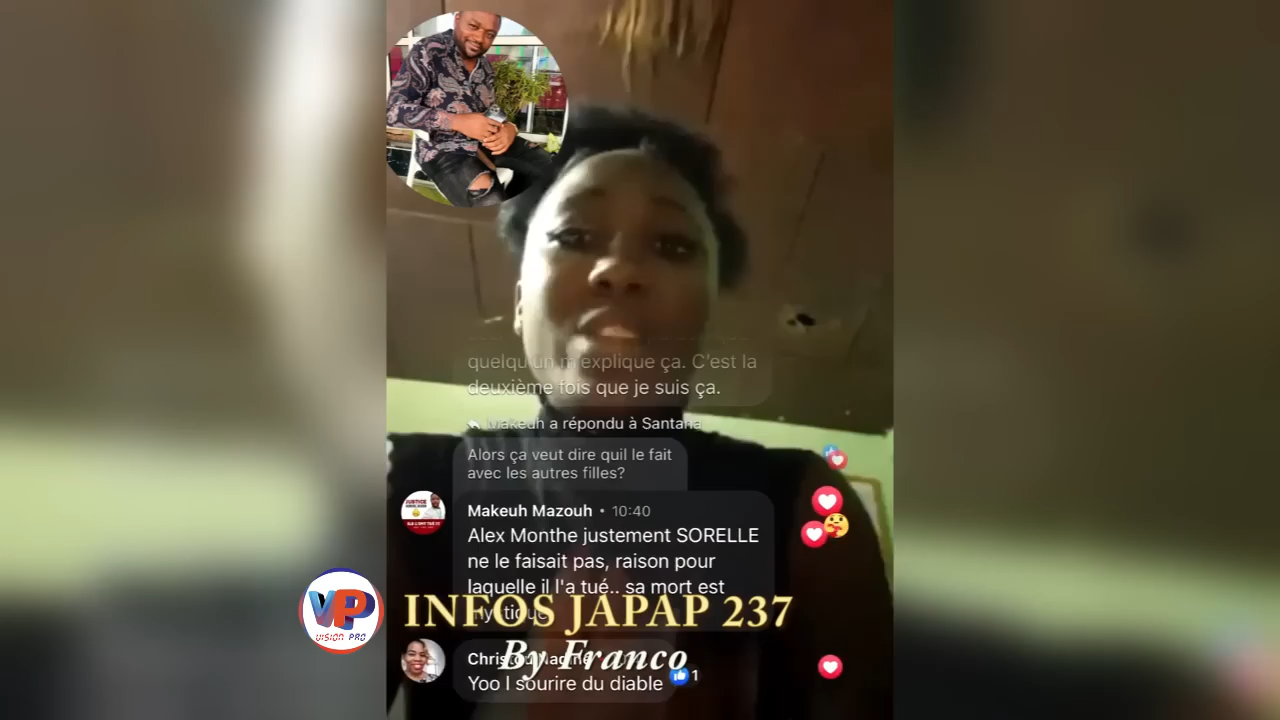 quelqu'un m'explique ça. C'est la
deuxième fois que je suis ça.
Makeuh a répondu à Santana
Alors ça veut dire quil le fait
avec les autres filles?
Makeuh Mazouh • 10:40
Alex Monthe justement SORELLE
ne le faisait pas, raison pour
laquelle il l'a tué.. sa mort est
mystique
INFOS JAPAP 237
By Franco
VP
VISION PRO
Yoo l sourire du diable
1
JUSTICE